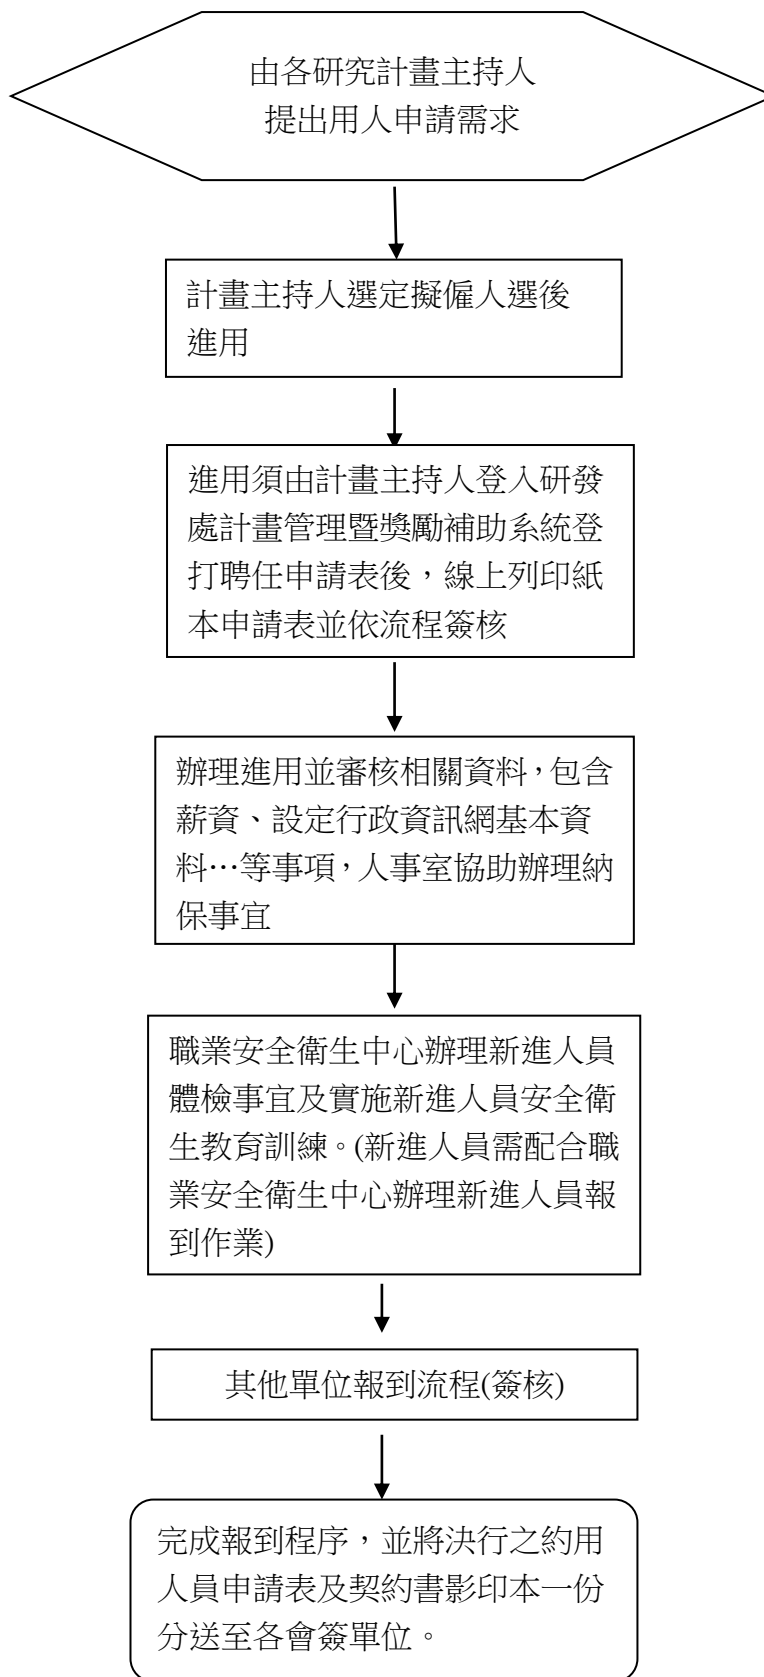 由各研究計畫主持人
提出用人申請需求
計畫主持人選定擬僱人選後
進用
進用須由計畫主持人登入研發
處計畫管理暨獎勵補助系統登
打聘任申請表後，線上列印紙
本申請表並依流程簽核
辦理進用並審核相關資料，包含
薪資、設定行政資訊網基本資
料…等事項，人事室協助辦理納
保事宜
職業安全衛生中心辦理新進人員
體檢事宜及實施新進人員安全衛
生教育訓練。(新進人員需配合職
業安全衛生中心辦理新進人員報
到作業)
其他單位報到流程(簽核)
完成報到程序，並將決行之約用
人員申請表及契約書影印本一份
分送至各會簽單位。